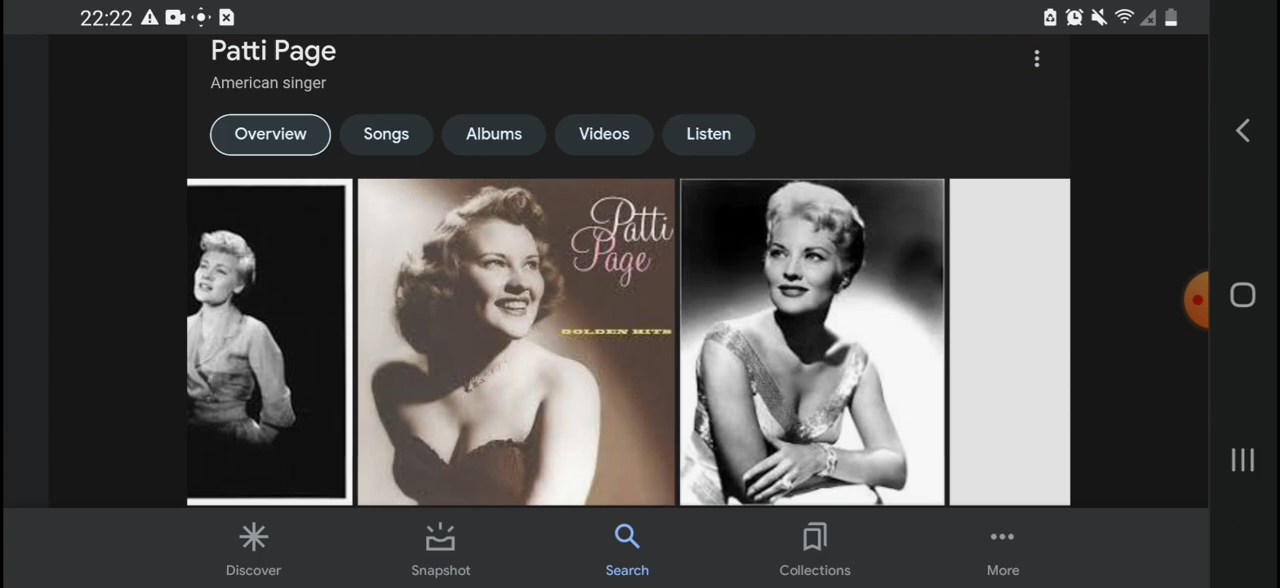 22:22
Patti Page
American singer
Overview Songs Albums Videos Listen
Patti
Page
GOLDEN HITS
Discover Snapshot Search Collections More